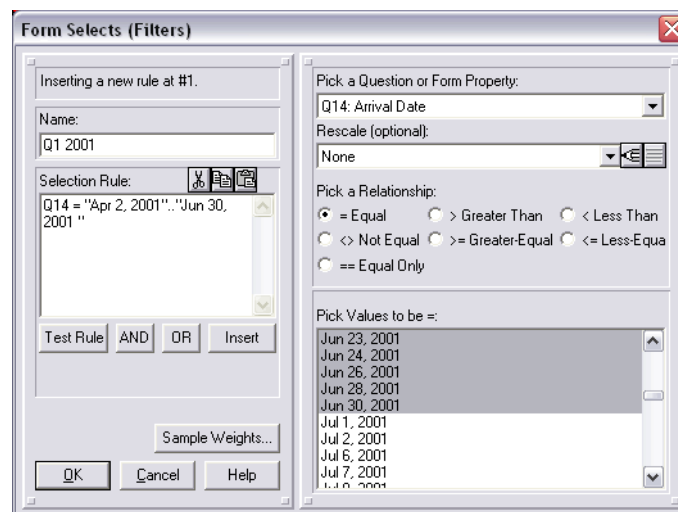 Form Selects (Filters)
Inserting a new rule at #1.
Name:
Q1 2001
Selection Rule:
Q14 = "Apr 2, 2001".."Jun 30,
2001 "
Test Rule AND OR Insert
Sample Weights...
OK Cancel Help
Pick a Question or Form Property:
Q14: Arrival Date
Rescale (optional):
None
Pick a Relationship:
= Equal > Greater Than < Less Than
<> Not Equal >= Greater-Equal <= Less-Equa
== Equal Only
Pick Values to be =:
Jun 23, 2001
Jun 24, 2001
Jun 26, 2001
Jun 28, 2001
Jun 30, 2001
Jul 1, 2001
Jul 2, 2001
Jul 6, 2001
Jul 7, 2001